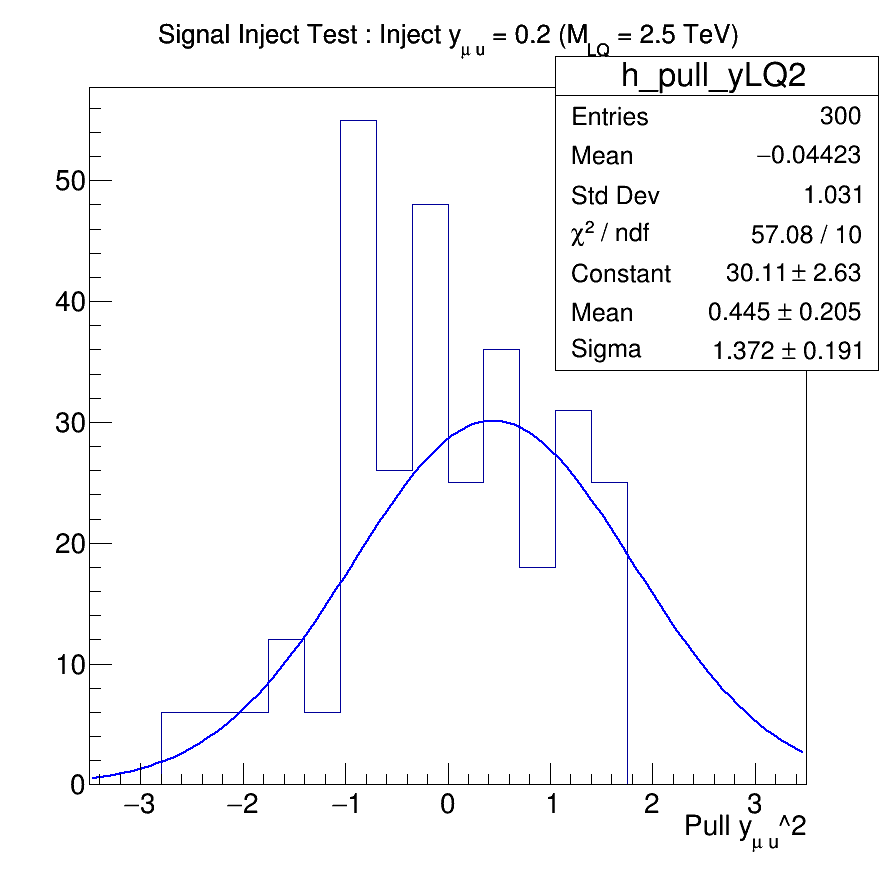 Signal Inject Test : Inject y_μu = 0.2 (M_LQ = 2.5 TeV)
h_pull_yLQ2
Entries 300
Mean −0.04423
Std Dev 1.031
χ² / ndf 57.08 / 10
Constant 30.11 ± 2.63
Mean 0.445 ± 0.205
Sigma 1.372 ± 0.191
50
40
30
20
10
0
−3 −2 −1 0 1 2 3
Pull y_μu^2